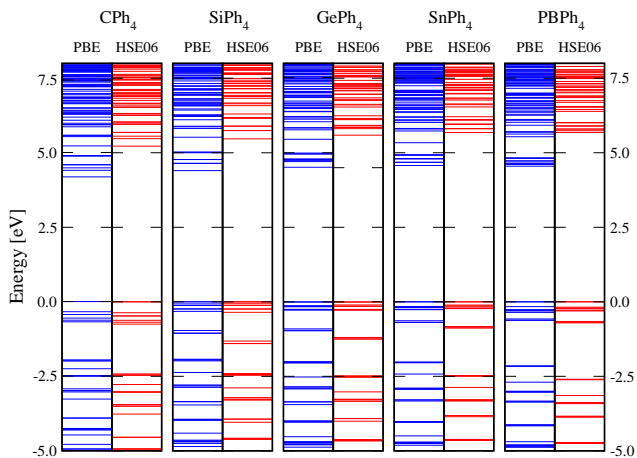 CPh4 SiPh4 GePh4 SnPh4 PBPh4
PBE HSE06 PBE HSE06 PBE HSE06 PBE HSE06 PBE HSE06
7.5 7.5
5.0 5.0
2.5 2.5
0.0 0.0
-2.5 -2.5
-5.0 -5.0
Energy [eV]